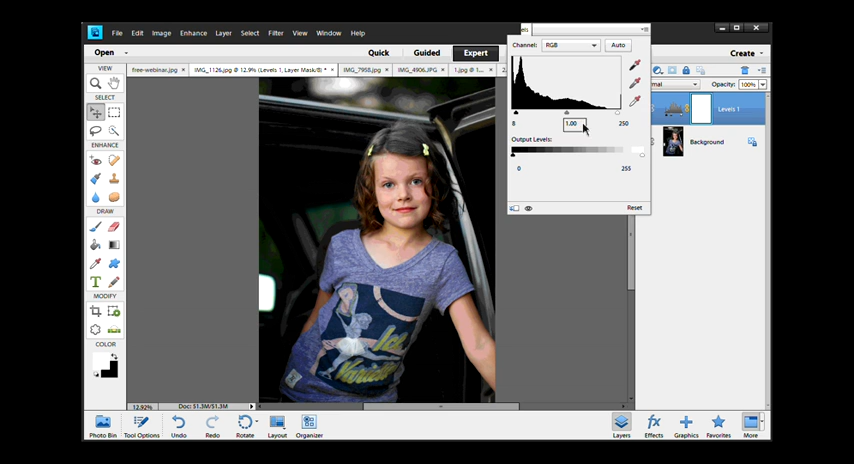 File Edit Image Enhance Layer Select Filter View Window Help
Open Quick Guided Expert Create
free-webinar.jpg × IMG_1126.jpg @ 12.9% (Levels 1, Layer Mask/8) * × IMG_7958.jpg × IMG_4906.JPG × 1.jpg @ 1... ×
VIEW
SELECT
ENHANCE
DRAW
MODIFY
COLOR
Channel: RGB Auto
8 1.00 250
Output Levels:
0 255
Reset
Opacity: 100%
Levels 1
Background
12.92% Doc: 51.3M/51.3M
Photo Bin Tool Options Undo Redo Rotate Layout Organizer Layers Effects Graphics Favorites More